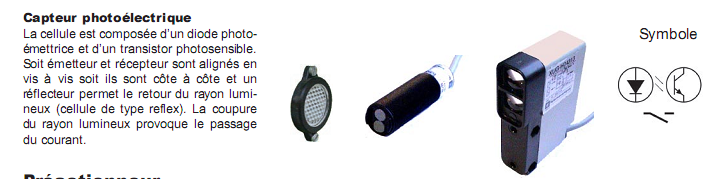 Capteur photoélectrique
La cellule est composée d'un diode photo-
émettrice et d'un transistor photosensible.
Soit émetteur et récepteur sont alignés en
vis à vis soit ils sont côte à côte et un
réflecteur permet le retour du rayon lumi-
neux (cellule de type reflex). La coupure
du rayon lumineux provoque le passage
du courant.
Symbole